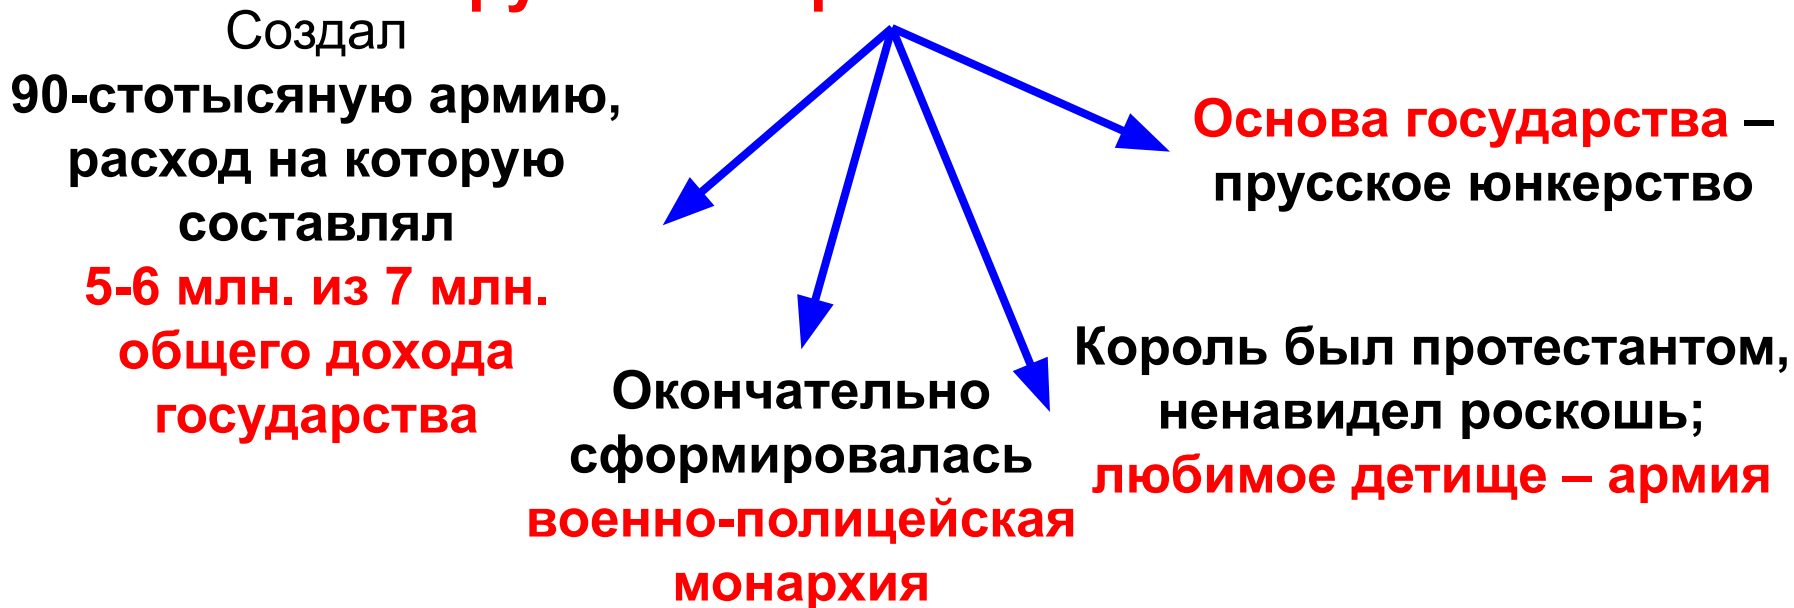 Создал
90-стотысяную армию,
расход на которую
составлял
5-6 млн. из 7 млн.
общего дохода
государства
Окончательно
сформировалась
военно-полицейская
монархия
Король был протестантом,
ненавидел роскошь;
любимое детище – армия
Основа государства –
прусское юнкерство